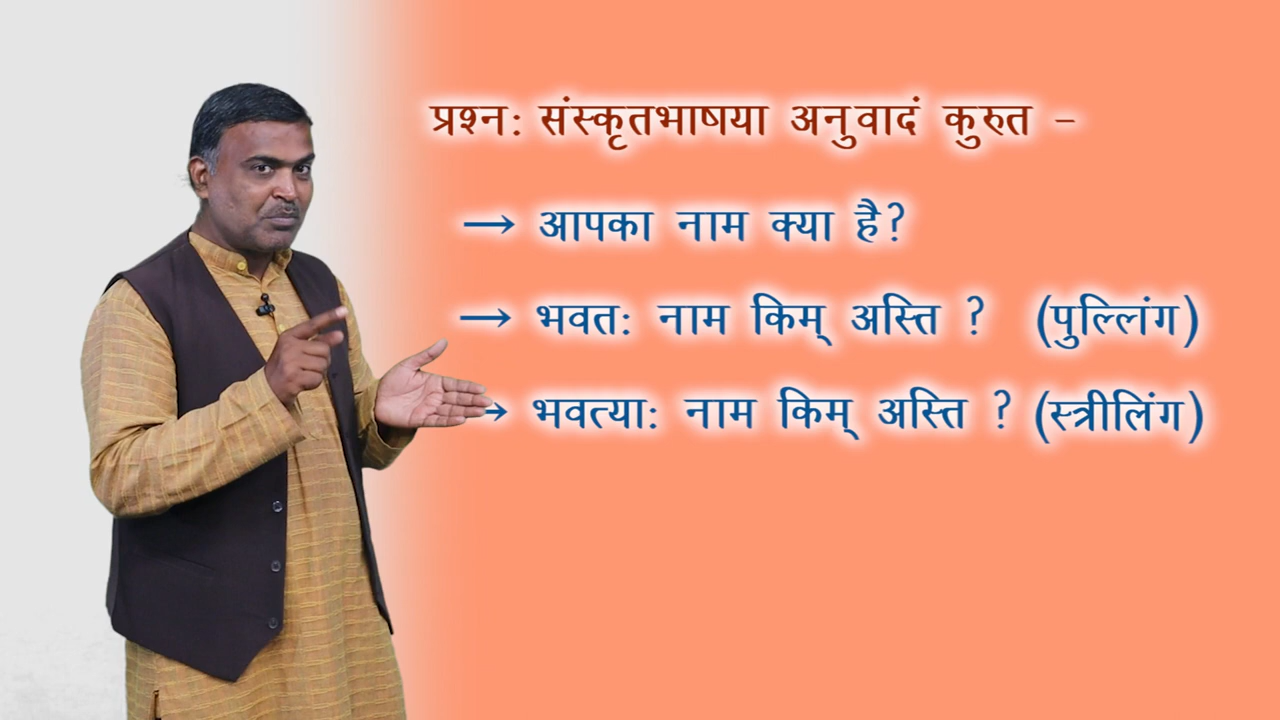 प्रश्न: संस्कृतभाषया अनुवादं कुरुत –
→ आपका नाम क्या है?
→ भवत: नाम किम् अस्ति ? (पुल्लिंग)
→ भवत्या: नाम किम् अस्ति ? (स्त्रीलिंग)